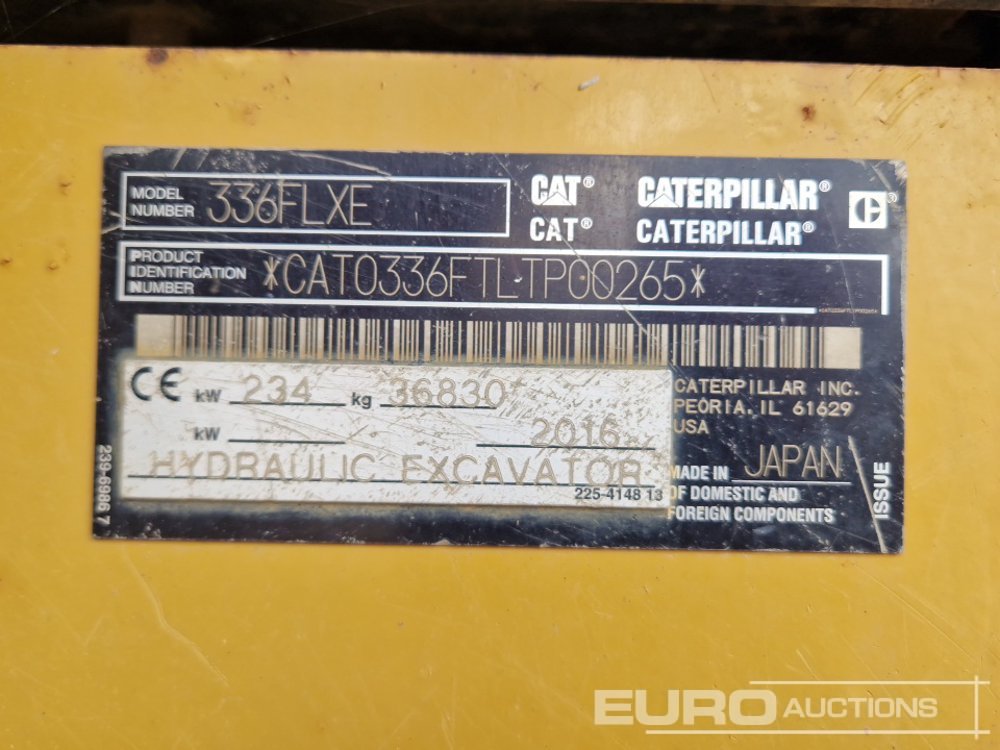 MODEL NUMBER 336FLXE
CAT® CATERPILLAR®
CAT® CATERPILLAR®
PRODUCT IDENTIFICATION NUMBER *CAT0336FTLTP00265*
*CAT0336FTLTP00265*
CE kW 234 kg 36830
kW 2016
HYDRAULIC EXCAVATOR
225-4148 13
CATERPILLAR INC.
PEORIA, IL 61629
USA
MADE IN JAPAN
OF DOMESTIC AND
FOREIGN COMPONENTS
ISSUE
239-6986 7
EURO AUCTIONS